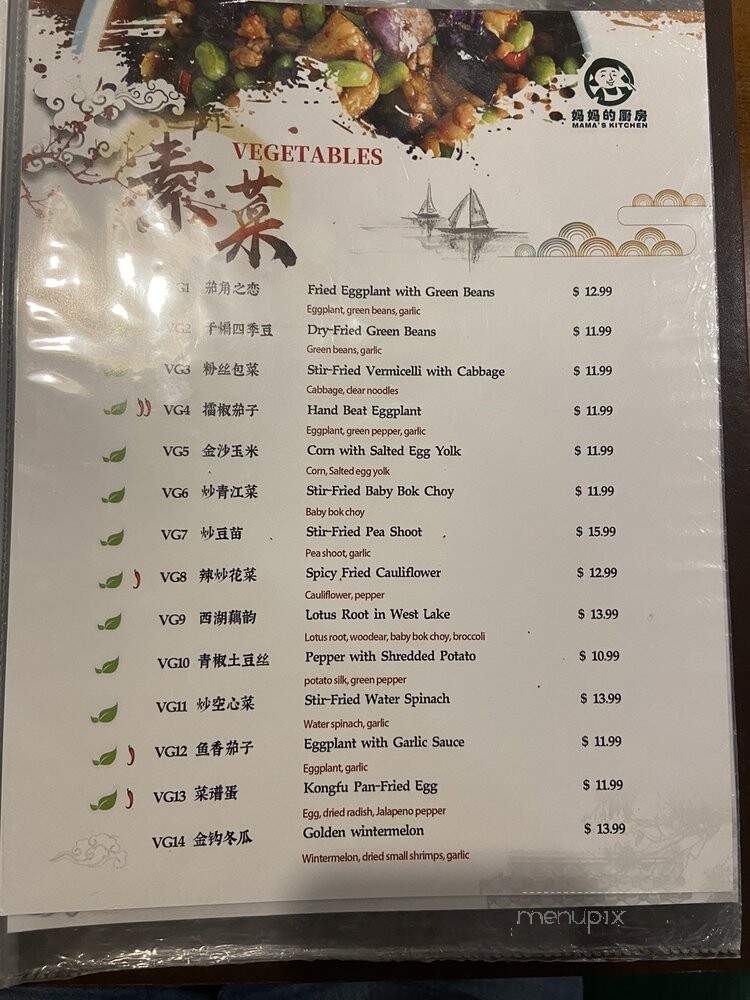 妈妈的厨房
MAMA'S KITCHEN
VEGETABLES
素菜
VG1 茄角之恋 Fried Eggplant with Green Beans $ 12.99
Eggplant, green beans, garlic
VG2 干煸四季豆 Dry-Fried Green Beans $ 11.99
Green beans, garlic
VG3 粉丝包菜 Stir-Fried Vermicelli with Cabbage $ 11.99
Cabbage, clear noodles
VG4 擂椒茄子 Hand Beat Eggplant $ 11.99
Eggplant, green pepper, garlic
VG5 金沙玉米 Corn with Salted Egg Yolk $ 11.99
Corn, Salted egg yolk
VG6 炒青江菜 Stir-Fried Baby Bok Choy $ 11.99
Baby bok choy
VG7 炒豆苗 Stir-Fried Pea Shoot $ 15.99
Pea shoot, garlic
VG8 辣炒花菜 Spicy Fried Cauliflower $ 12.99
Cauliflower, pepper
VG9 西湖藕韵 Lotus Root in West Lake $ 13.99
Lotus root, woodear, baby bok choy, broccoli
VG10 青椒土豆丝 Pepper with Shredded Potato $ 10.99
potato silk, green pepper
VG11 炒空心菜 Stir-Fried Water Spinach $ 13.99
Water spinach, garlic
VG12 鱼香茄子 Eggplant with Garlic Sauce $ 11.99
Eggplant, garlic
VG13 菜谱蛋 Kongfu Pan-Fried Egg $ 11.99
Egg, dried radish, Jalapeno pepper
VG14 金钩冬瓜 Golden wintermelon $ 13.99
Wintermelon, dried small shrimps, garlic
menupix